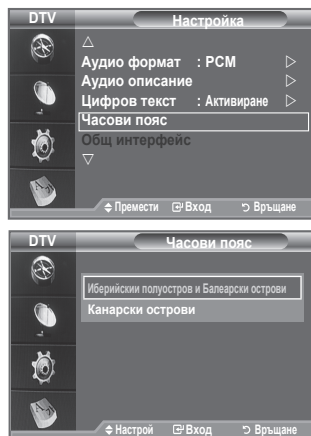 DTV
Настройка
△
Аудио формат : PCM ▷
Аудио описание ▷
Цифров текст : Активиране ▷
Часови пояс
Общ интерфейс
▽
Премести Вход Връщане
DTV
Часови пояс
Иберийскии полуостров и Балеарски острови
Канарски острови
Настрой Вход Връщане